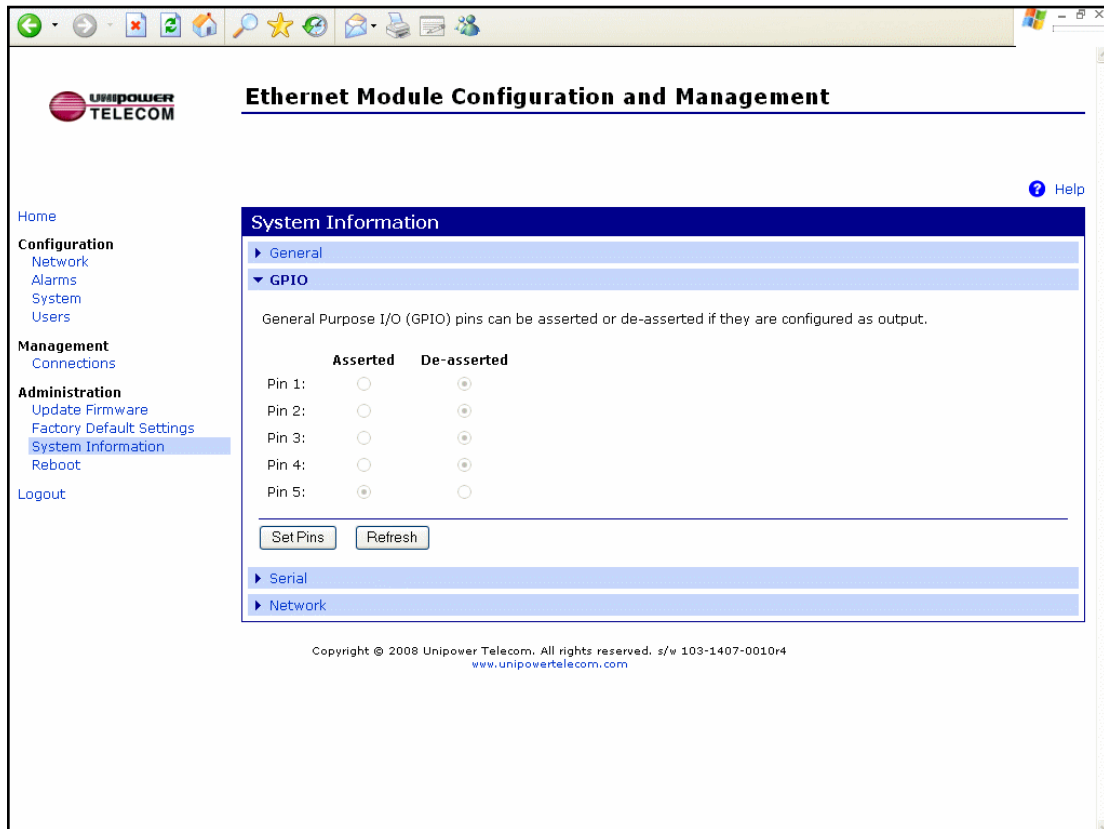 UNIPOWER
TELECOM
Ethernet Module Configuration and Management
? Help
Home
Configuration
Network
Alarms
System
Users
Management
Connections
Administration
Update Firmware
Factory Default Settings
System Information
Reboot
Logout
System Information
General
GPIO
General Purpose I/O (GPIO) pins can be asserted or de-asserted if they are configured as output.
Asserted De-asserted
Pin 1:
Pin 2:
Pin 3:
Pin 4:
Pin 5:
Set Pins Refresh
Serial
Network
Copyright © 2008 Unipower Telecom. All rights reserved. s/w 103-1407-0010r4
www.unipowertelecom.com